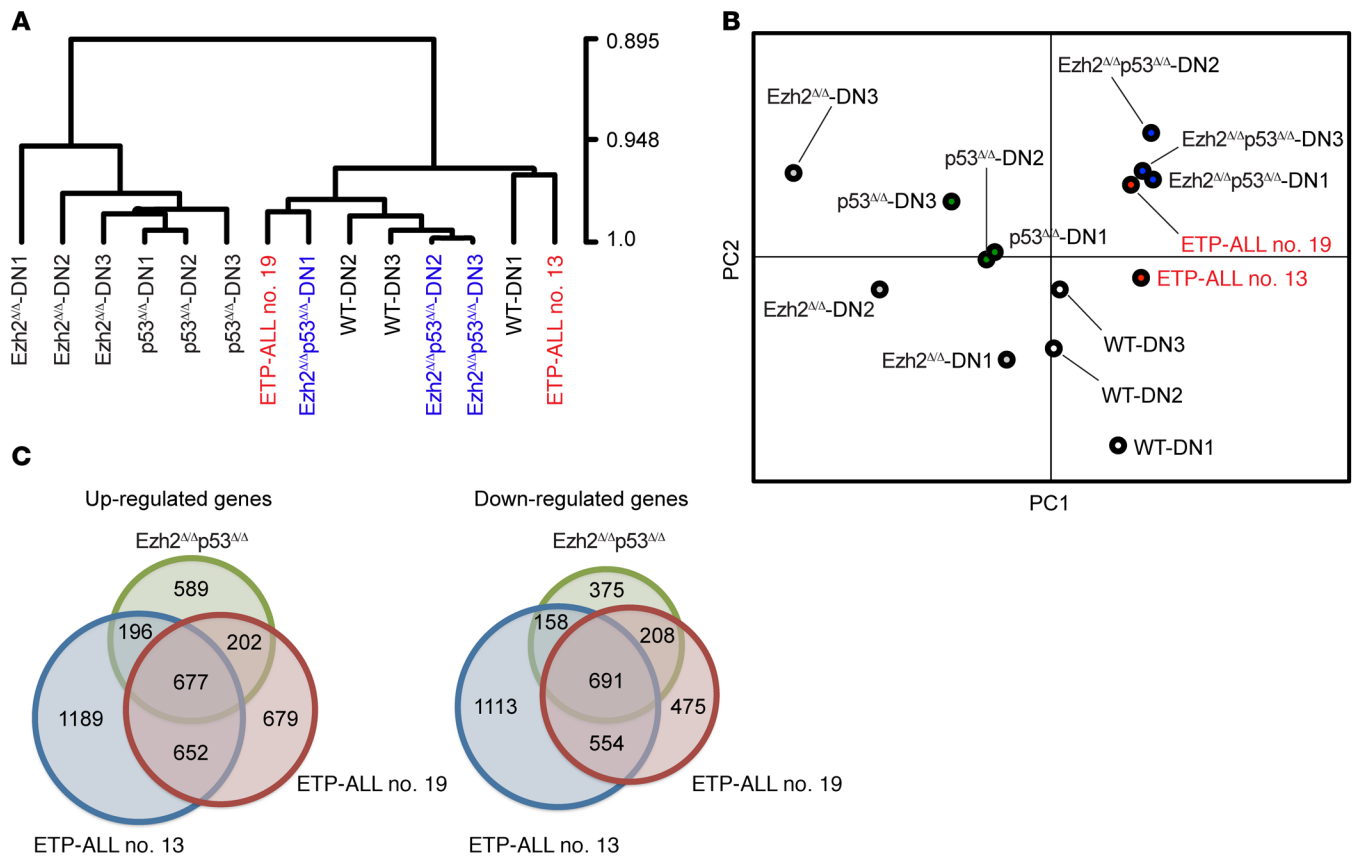 A
0.895
0.948
1.0
Ezh2Δ/Δ-DN1
Ezh2Δ/Δ-DN2
Ezh2Δ/Δ-DN3
p53Δ/Δ-DN1
p53Δ/Δ-DN2
p53Δ/Δ-DN3
ETP-ALL no. 19
Ezh2Δ/Δp53Δ/Δ-DN1
WT-DN2
WT-DN3
Ezh2Δ/Δp53Δ/Δ-DN2
Ezh2Δ/Δp53Δ/Δ-DN3
WT-DN1
ETP-ALL no. 13
B
Ezh2Δ/Δp53Δ/Δ-DN2
Ezh2Δ/Δ-DN3
Ezh2Δ/Δp53Δ/Δ-DN3
p53Δ/Δ-DN2
Ezh2Δ/Δp53Δ/Δ-DN1
p53Δ/Δ-DN3
p53Δ/Δ-DN1
ETP-ALL no. 19
ETP-ALL no. 13
Ezh2Δ/Δ-DN2
WT-DN3
Ezh2Δ/Δ-DN1
WT-DN2
WT-DN1
PC2
PC1
C
Up-regulated genes
Ezh2Δ/Δp53Δ/Δ
589
196
202
677
1189
679
652
ETP-ALL no. 19
ETP-ALL no. 13
Down-regulated genes
Ezh2Δ/Δp53Δ/Δ
375
158
208
691
1113
475
554
ETP-ALL no. 19
ETP-ALL no. 13